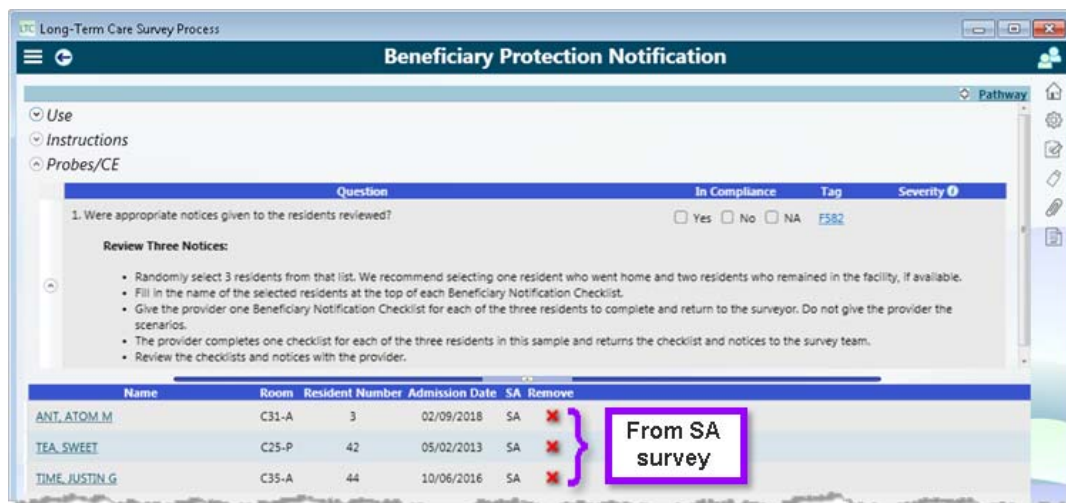 LTC Long-Term Care Survey Process
Beneficiary Protection Notification
Pathway
Use
Instructions
Probes/CE
Question In Compliance Tag Severity
1. Were appropriate notices given to the residents reviewed? Yes No NA F582
Review Three Notices:
• Randomly select 3 residents from that list. We recommend selecting one resident who went home and two residents who remained in the facility, if available.
• Fill in the name of the selected residents at the top of each Beneficiary Notification Checklist.
• Give the provider one Beneficiary Notification Checklist for each of the three residents to complete and return to the surveyor. Do not give the provider the
scenarios.
• The provider completes one checklist for each of the three residents in this sample and returns the checklist and notices to the survey team.
• Review the checklists and notices with the provider.
Name Room Resident Number Admission Date SA Remove
ANT, ATOM M C31-A 3 02/09/2018 SA
TEA, SWEET C25-P 42 05/02/2013 SA
TIME, JUSTIN G C35-A 44 10/06/2016 SA
From SA
survey